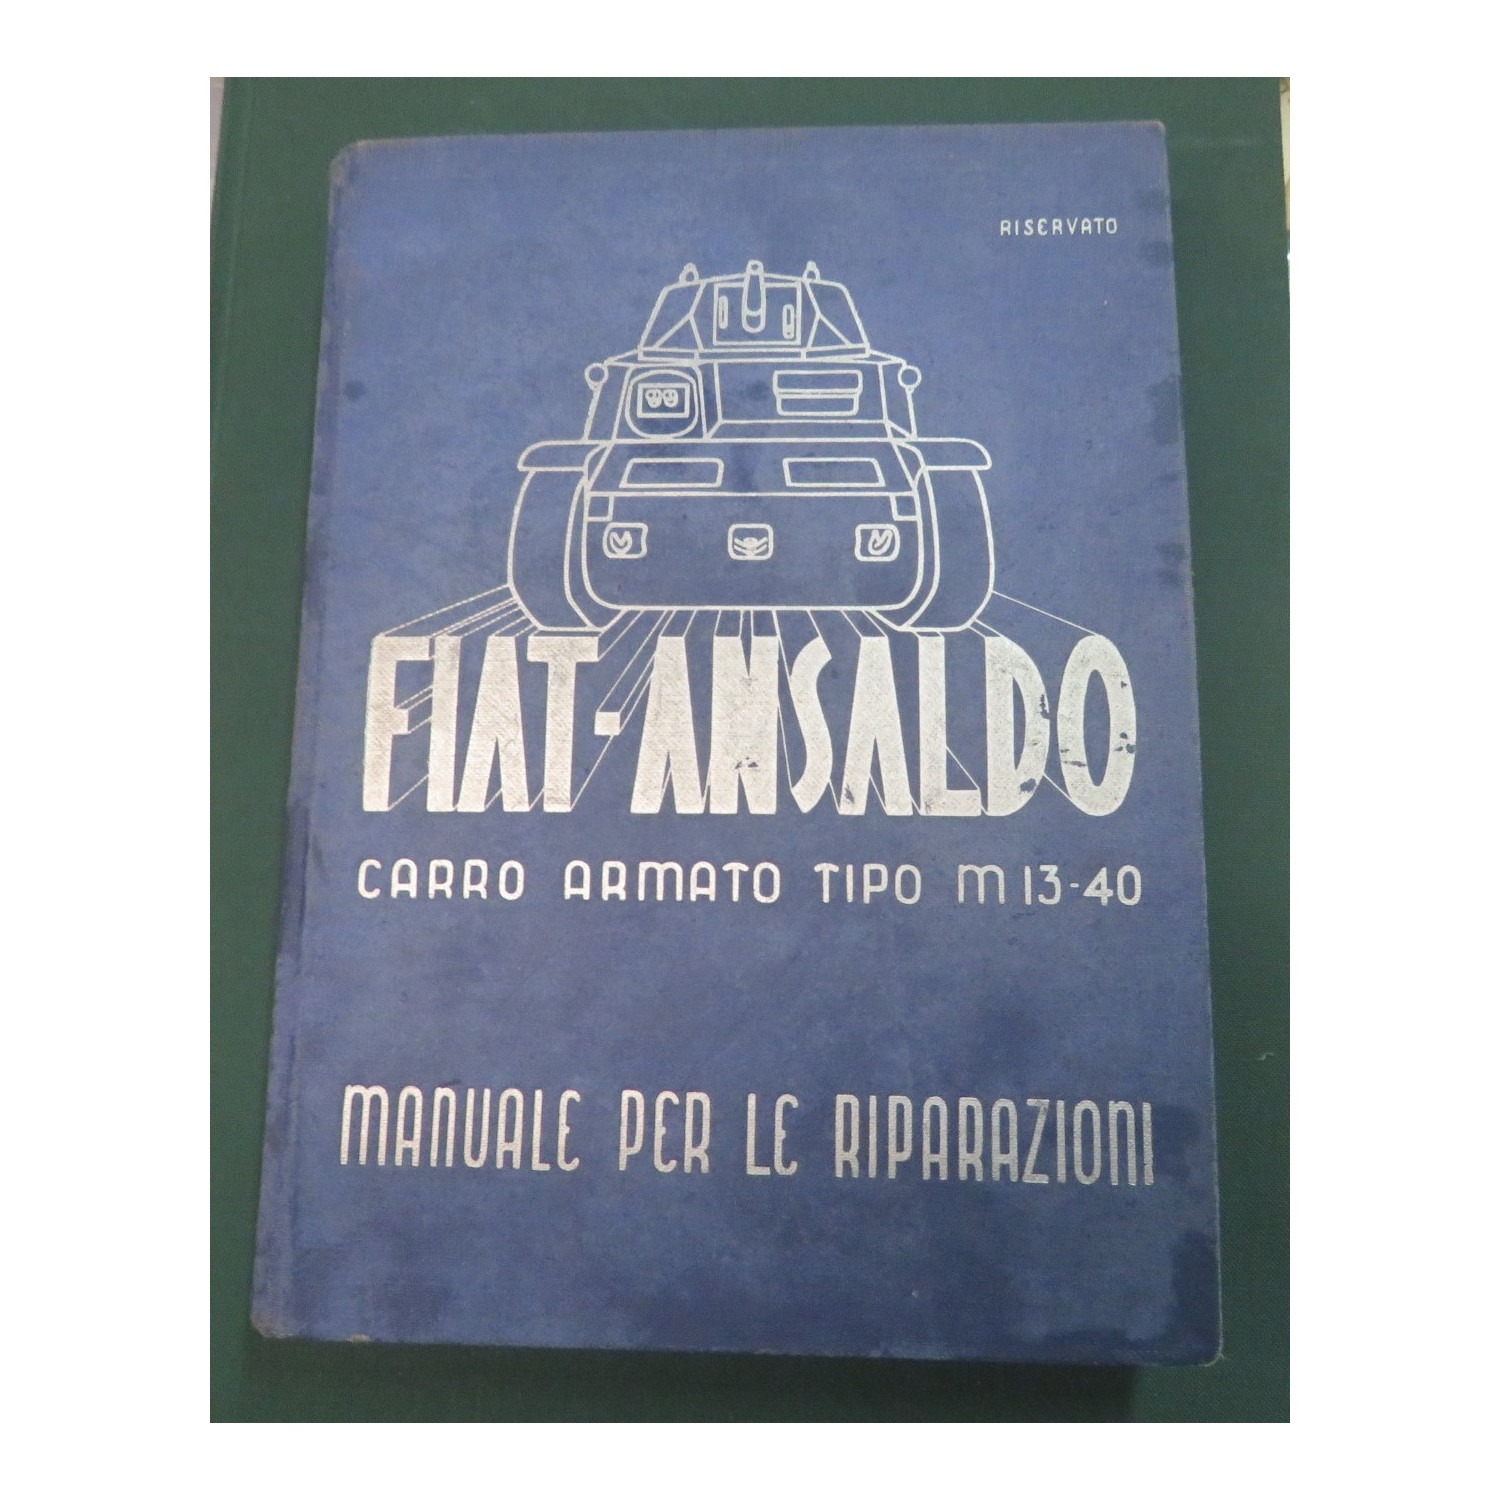 RISERVATO
FIAT-ANSALDO
CARRO ARMATO TIPO M 13-40
MANUALE PER LE RIPARAZIONI